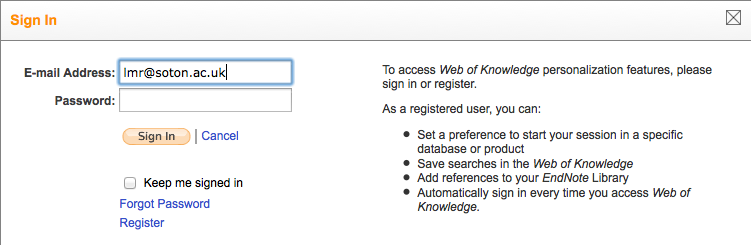 Sign In
E-mail Address: lmr@soton.ac.uk
Password:
Sign In | Cancel
Keep me signed in
Forgot Password
Register
To access Web of Knowledge personalization features, please
sign in or register.
As a registered user, you can:
• Set a preference to start your session in a specific
database or product
• Save searches in the Web of Knowledge
• Add references to your EndNote Library
• Automatically sign in every time you access Web of
Knowledge.